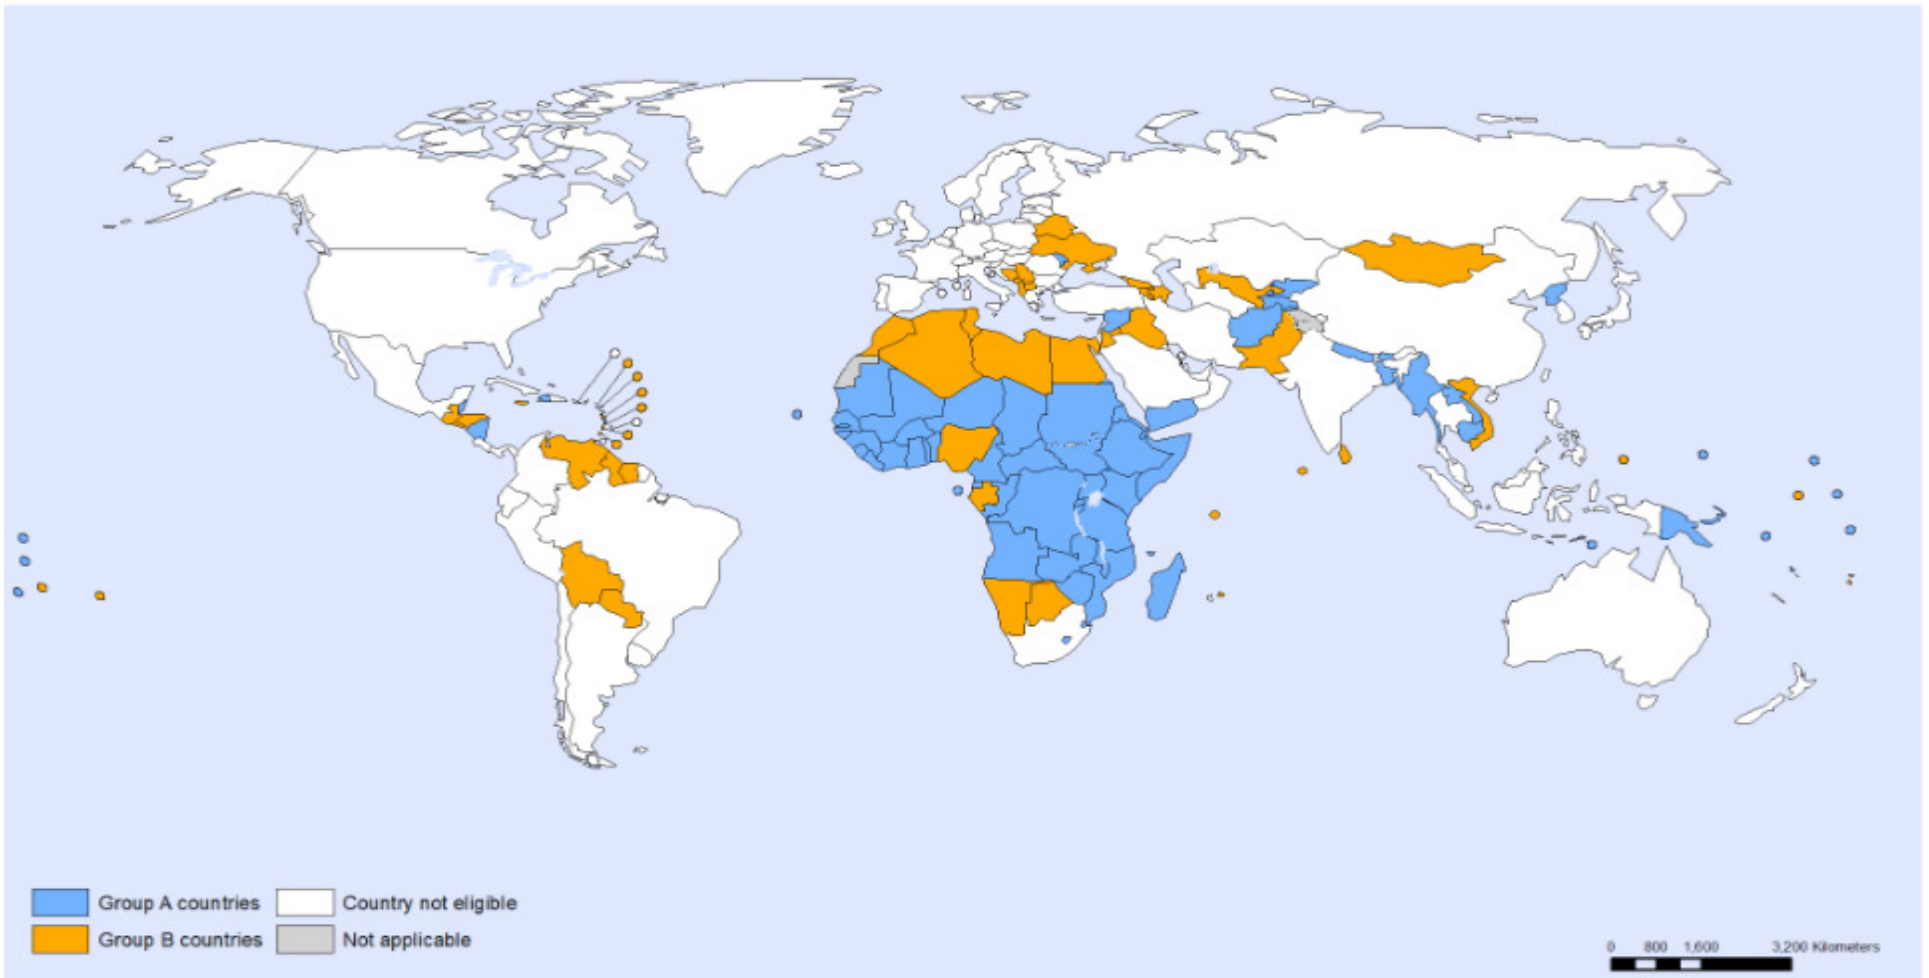 Group A countries
Country not eligible
Group B countries
Not applicable
0 800 1,600 3,200 Kilometers